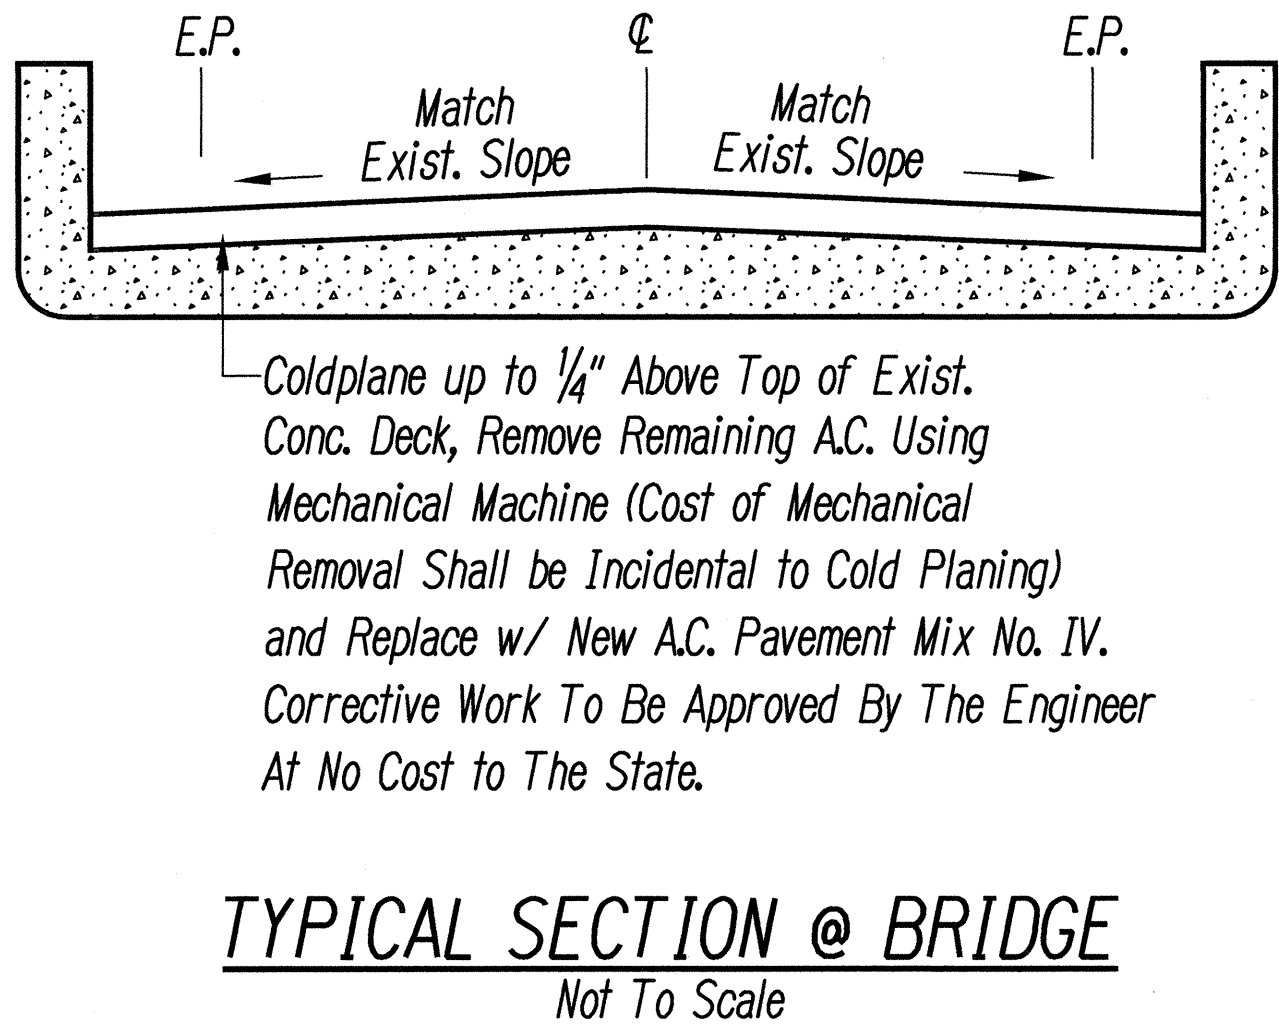 E.P.
℄
E.P.
Match
Exist. Slope
Match
Exist. Slope
Coldplane up to 1/4" Above Top of Exist.
Conc. Deck, Remove Remaining A.C. Using
Mechanical Machine (Cost of Mechanical
Removal Shall be Incidental to Cold Planing)
and Replace w/ New A.C. Pavement Mix No. IV.
Corrective Work To Be Approved By The Engineer
At No Cost to The State.
TYPICAL SECTION @ BRIDGE
Not To Scale